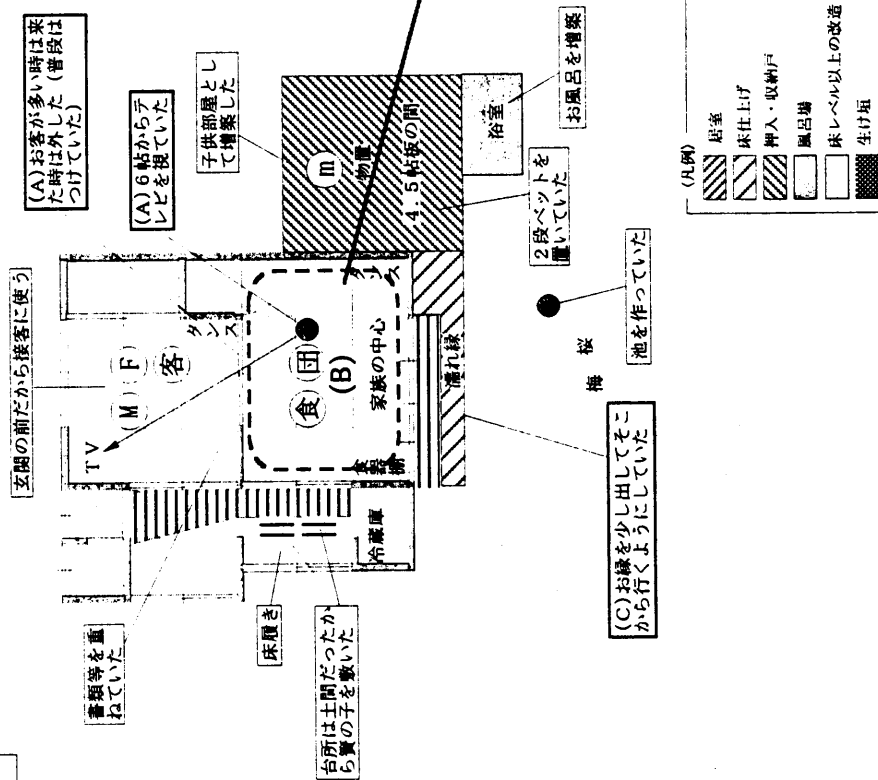 (A)お客が多い時は来
た時は外した（普段は
つけていた）
(A)6帖からテ
レビを視ていた
子供部屋とし
て増築した
玄関の前だから接客に使う
お風呂を増築
TV
M
F
客
タンス
m
物置
4.5帖板の間
浴室
食
団
(B)
家族の中心
タンス
食器棚
濡れ縁
2段ベットを
置いていた
冷蔵庫
書類等を重
ねていた
床履き
台所は土間だったか
ら簀の子を敷いた
(C)お縁を少し出してそこ
から行くようにしていた
梅
桜
池を作っていた
〈凡例〉
居室
床仕上げ
押入・収納戸
風呂場
床レベル以上の改造
生け垣